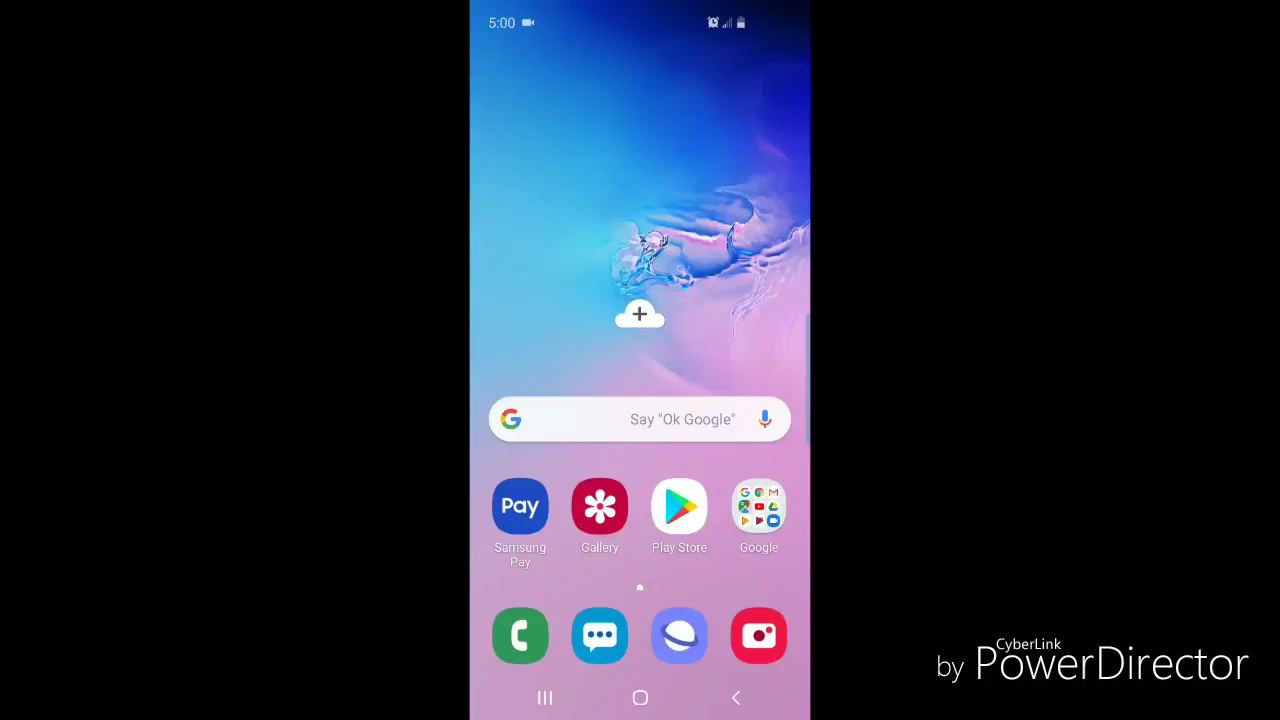 5:00
Say "Ok Google"
Pay
Samsung
Pay
Gallery
Play Store
Google
CyberLink
by PowerDirector